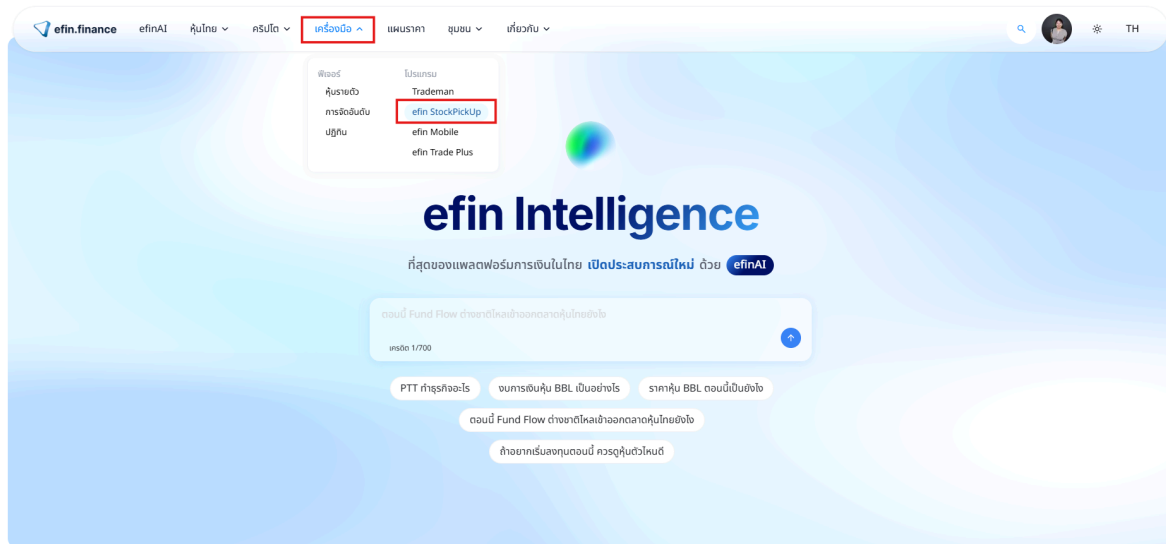 efin.finance efinAI หุ้นไทย คริปโต เครื่องมือ แผนราคา ชุมชน เกี่ยวกับ TH
ฟีเจอร์ โปรแกรม
หุ้นรายตัว Trademan
การจัดอันดับ efin StockPickUp
ปฏิทิน efin Mobile
efin Trade Plus
efin Intelligence
ที่สุดของแพลตฟอร์มการเงินในไทย เปิดประสบการณ์ใหม่ ด้วย efinAI
ตอนนี้ Fund Flow ต่างชาติไหลเข้าออกตลาดหุ้นไทยยังไง
เครดิต 1/700
PTT ทำธุรกิจอะไร งบการเงินหุ้น BBL เป็นอย่างไร ราคาหุ้น BBL ตอนนี้เป็นยังไง
ตอนนี้ Fund Flow ต่างชาติไหลเข้าออกตลาดหุ้นไทยยังไง
ถ้าอยากเริ่มลงทุนตอนนี้ ควรดูหุ้นตัวไหนดี